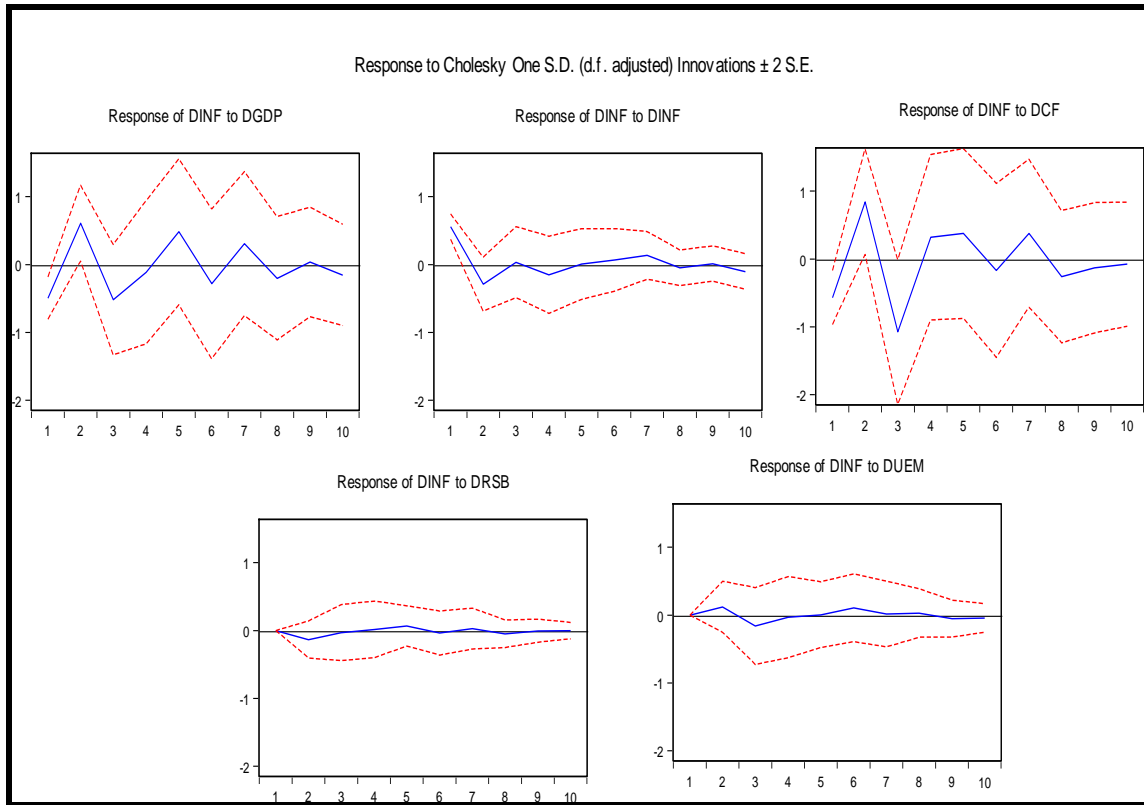 Response to Cholesky One S.D. (d.f. adjusted) Innovations ± 2 S.E.
Response of DINF to DGDP
1
0
-1
-2
1 2 3 4 5 6 7 8 9 10
Response of DINF to DINF
1
0
-1
-2
1 2 3 4 5 6 7 8 9 10
Response of DINF to DCF
1
0
-1
-2
1 2 3 4 5 6 7 8 9 10
Response of DINF to DRSB
1
0
-1
-2
1 2 3 4 5 6 7 8 9 10
Response of DINF to DUEM
1
0
-1
-2
1 2 3 4 5 6 7 8 9 10